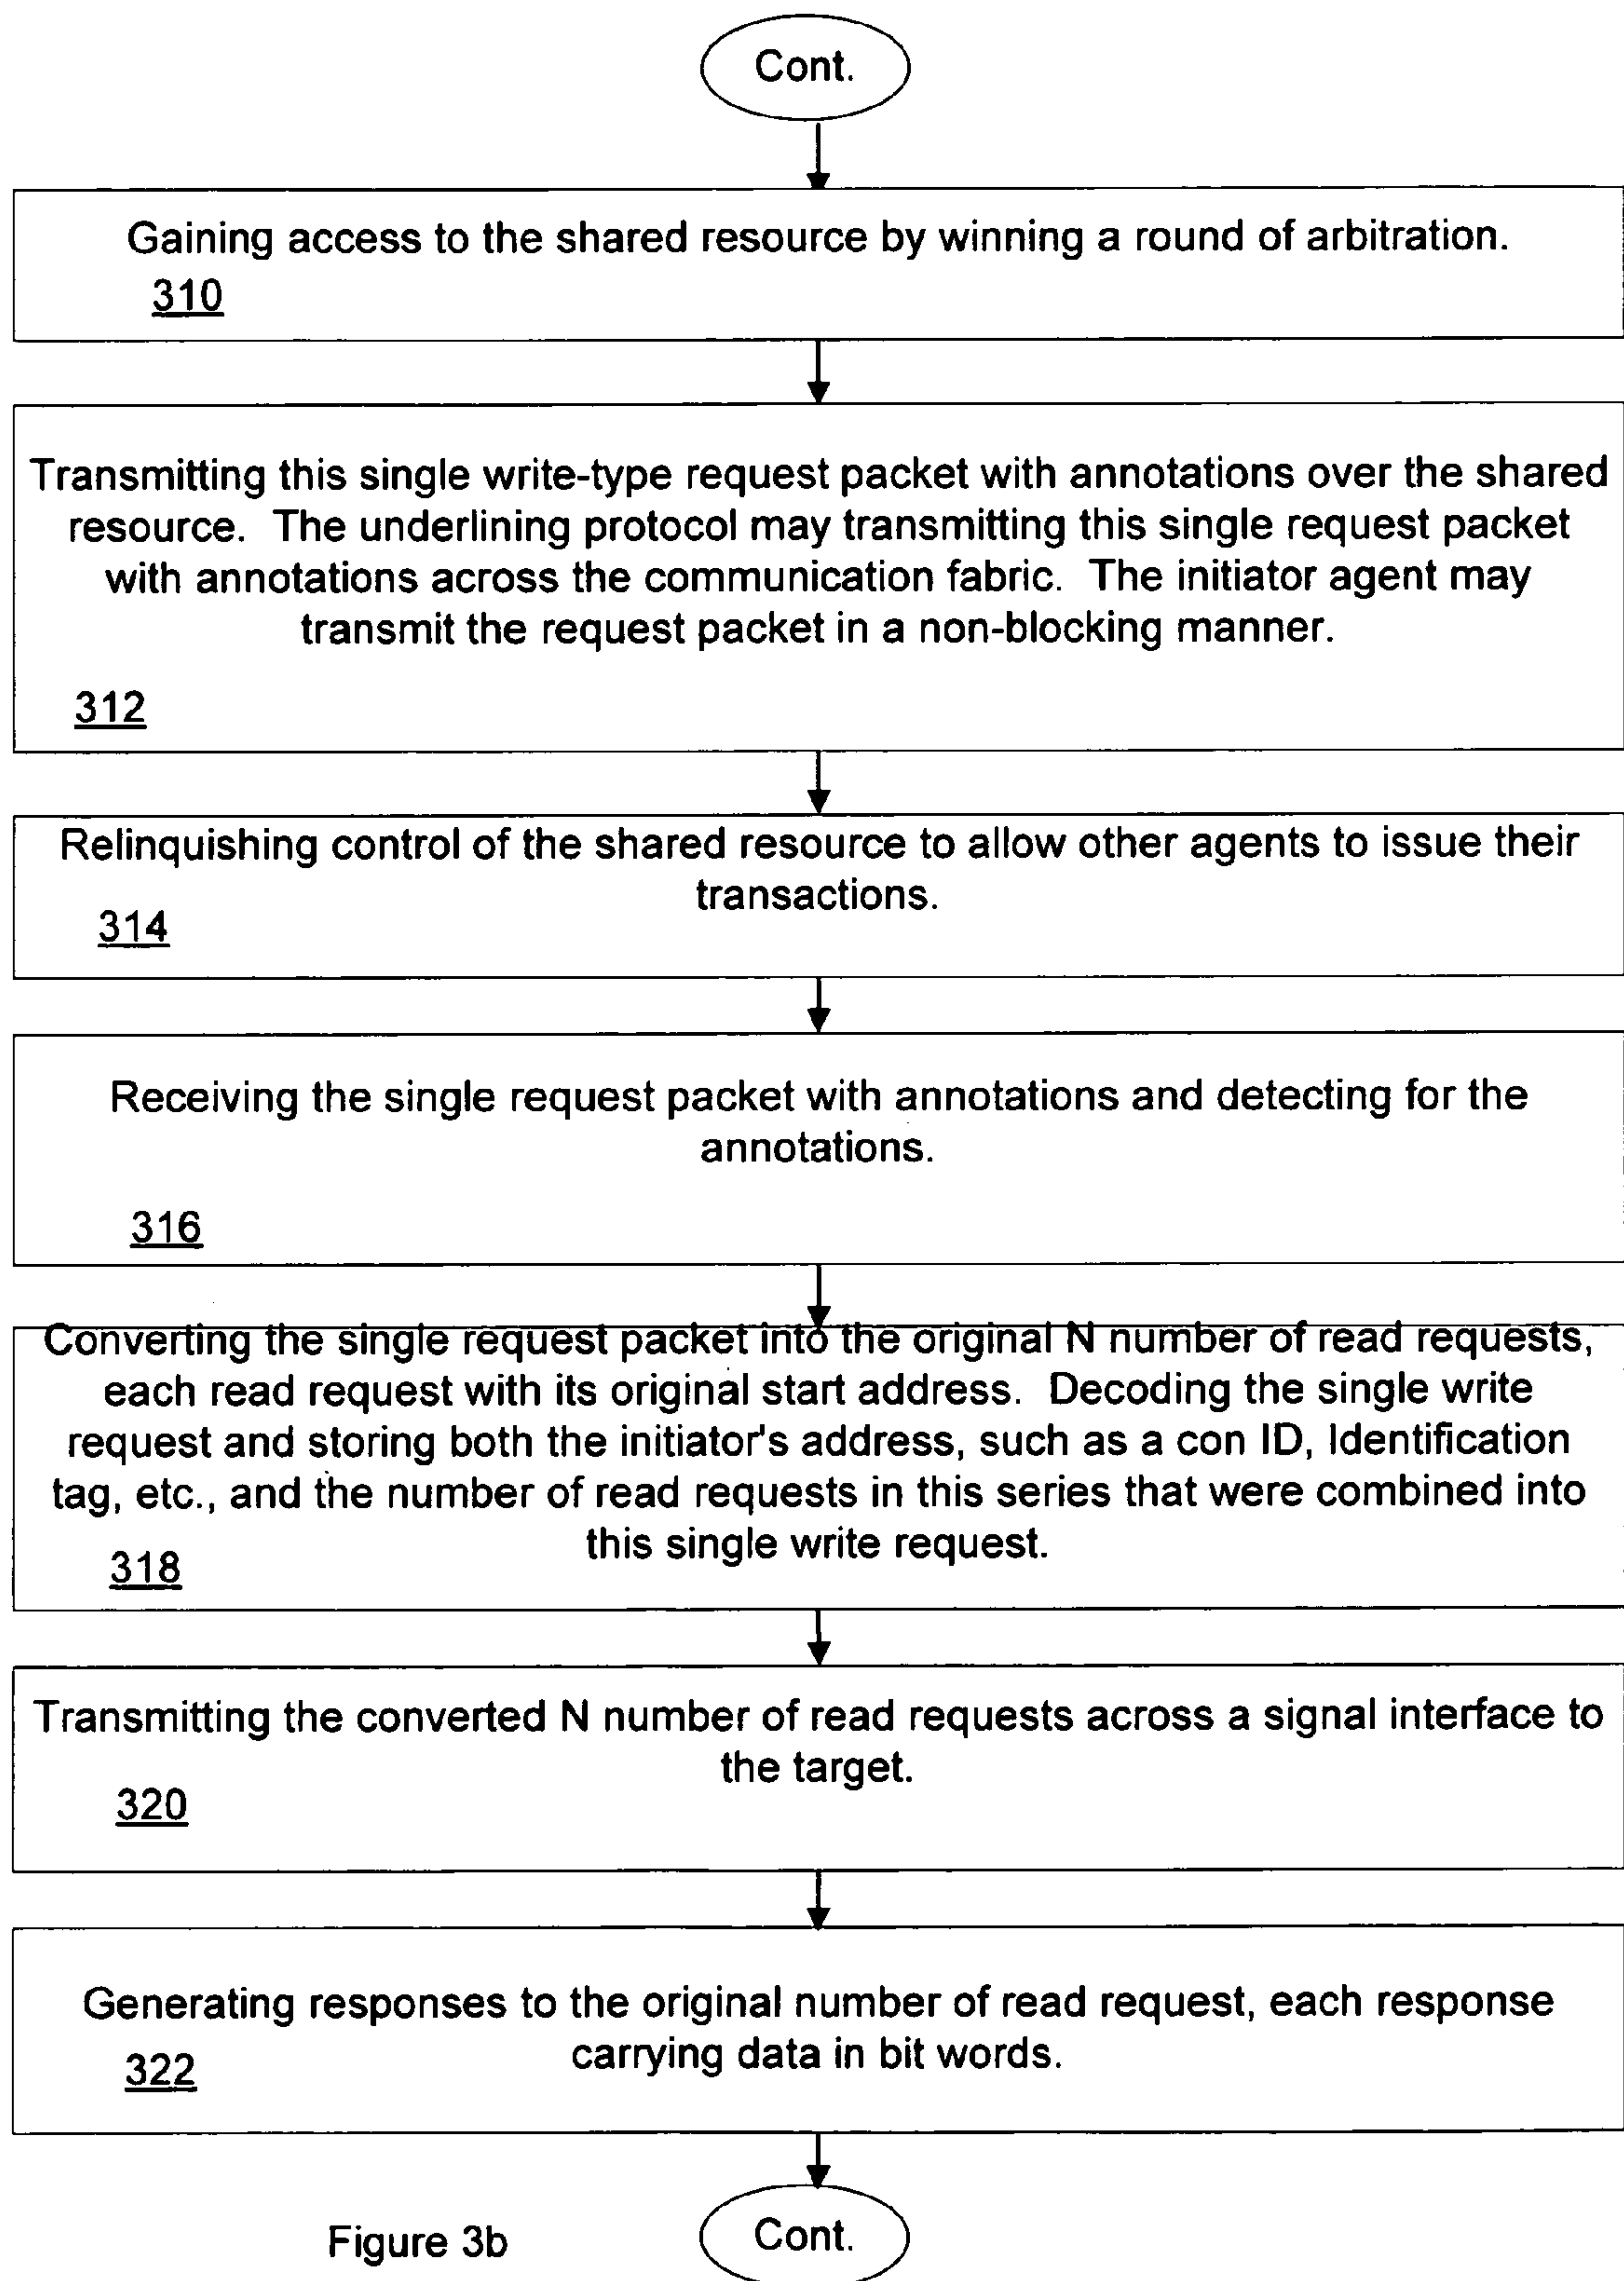 Cont.
Gaining access to the shared resource by winning a round of arbitration.
310
Transmitting this single write-type request packet with annotations over the shared
resource.  The underlining protocol may transmitting this single request packet
with annotations across the communication fabric.  The initiator agent may
transmit the request packet in a non-blocking manner.
312
Relinquishing control of the shared resource to allow other agents to issue their
transactions.
314
Receiving the single request packet with annotations and detecting for the
annotations.
316
Converting the single request packet into the original N number of read requests,
each read request with its original start address.  Decoding the single write
request and storing both the initiator's address, such as a con ID, Identification
tag, etc., and the number of read requests in this series that were combined into
this single write request.
318
Transmitting the converted N number of read requests across a signal interface to
the target.
320
Generating responses to the original number of read request, each response
carrying data in bit words.
322
Cont.
Figure 3b